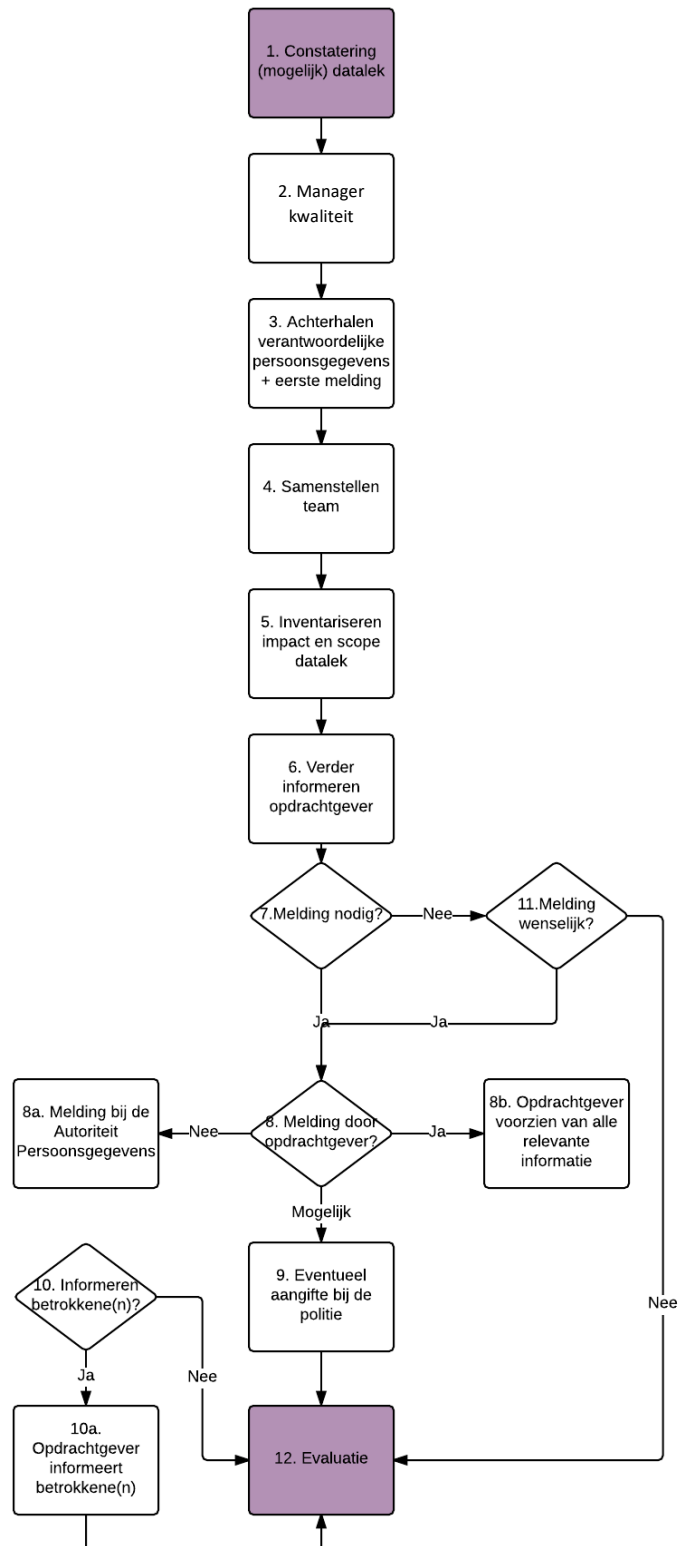 1. Constatering
(mogelijk) datalek
2. Manager
kwaliteit
3. Achterhalen
verantwoordelijke
persoonsgegevens
+ eerste melding
4. Samenstellen
team
5. Inventariseren
impact en scope
datalek
6. Verder
informeren
opdrachtgever
7.Melding nodig?
Nee
11.Melding
wenselijk?
Ja
Ja
8a. Melding bij de
Autoriteit
Persoonsgegevens
Nee
8. Melding door
opdrachtgever?
Ja
8b. Opdrachtgever
voorzien van alle
relevante
informatie
Mogelijk
9. Eventueel
aangifte bij de
politie
10. Informeren
betrokkene(n)?
Nee
Ja
Nee
10a.
Opdrachtgever
informeert
betrokkene(n)
12. Evaluatie